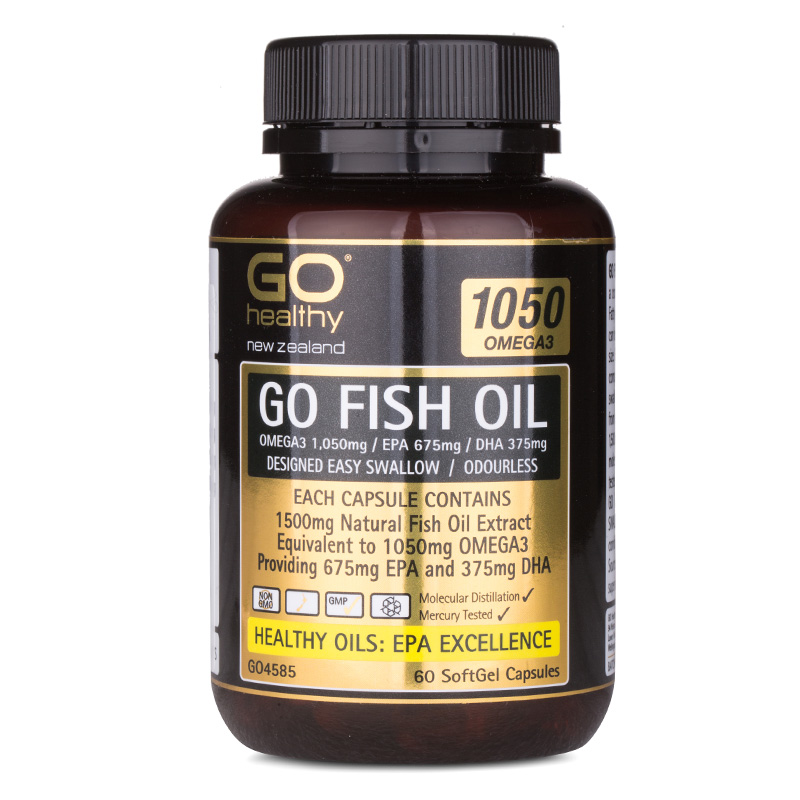 GO®
healthy
new zealand
1050
OMEGA3
GO FISH OIL
OMEGA3 1,050mg / EPA 675mg / DHA 375mg
DESIGNED EASY SWALLOW / ODOURLESS
EACH CAPSULE CONTAINS
1500mg Natural Fish Oil Extract
Equivalent to 1050mg OMEGA3
Providing 675mg EPA and 375mg DHA
NON GMO
GMP
Molecular Distillation ✓
Mercury Tested ✓
HEALTHY OILS: EPA EXCELLENCE
GO4585
60 SoftGel Capsules